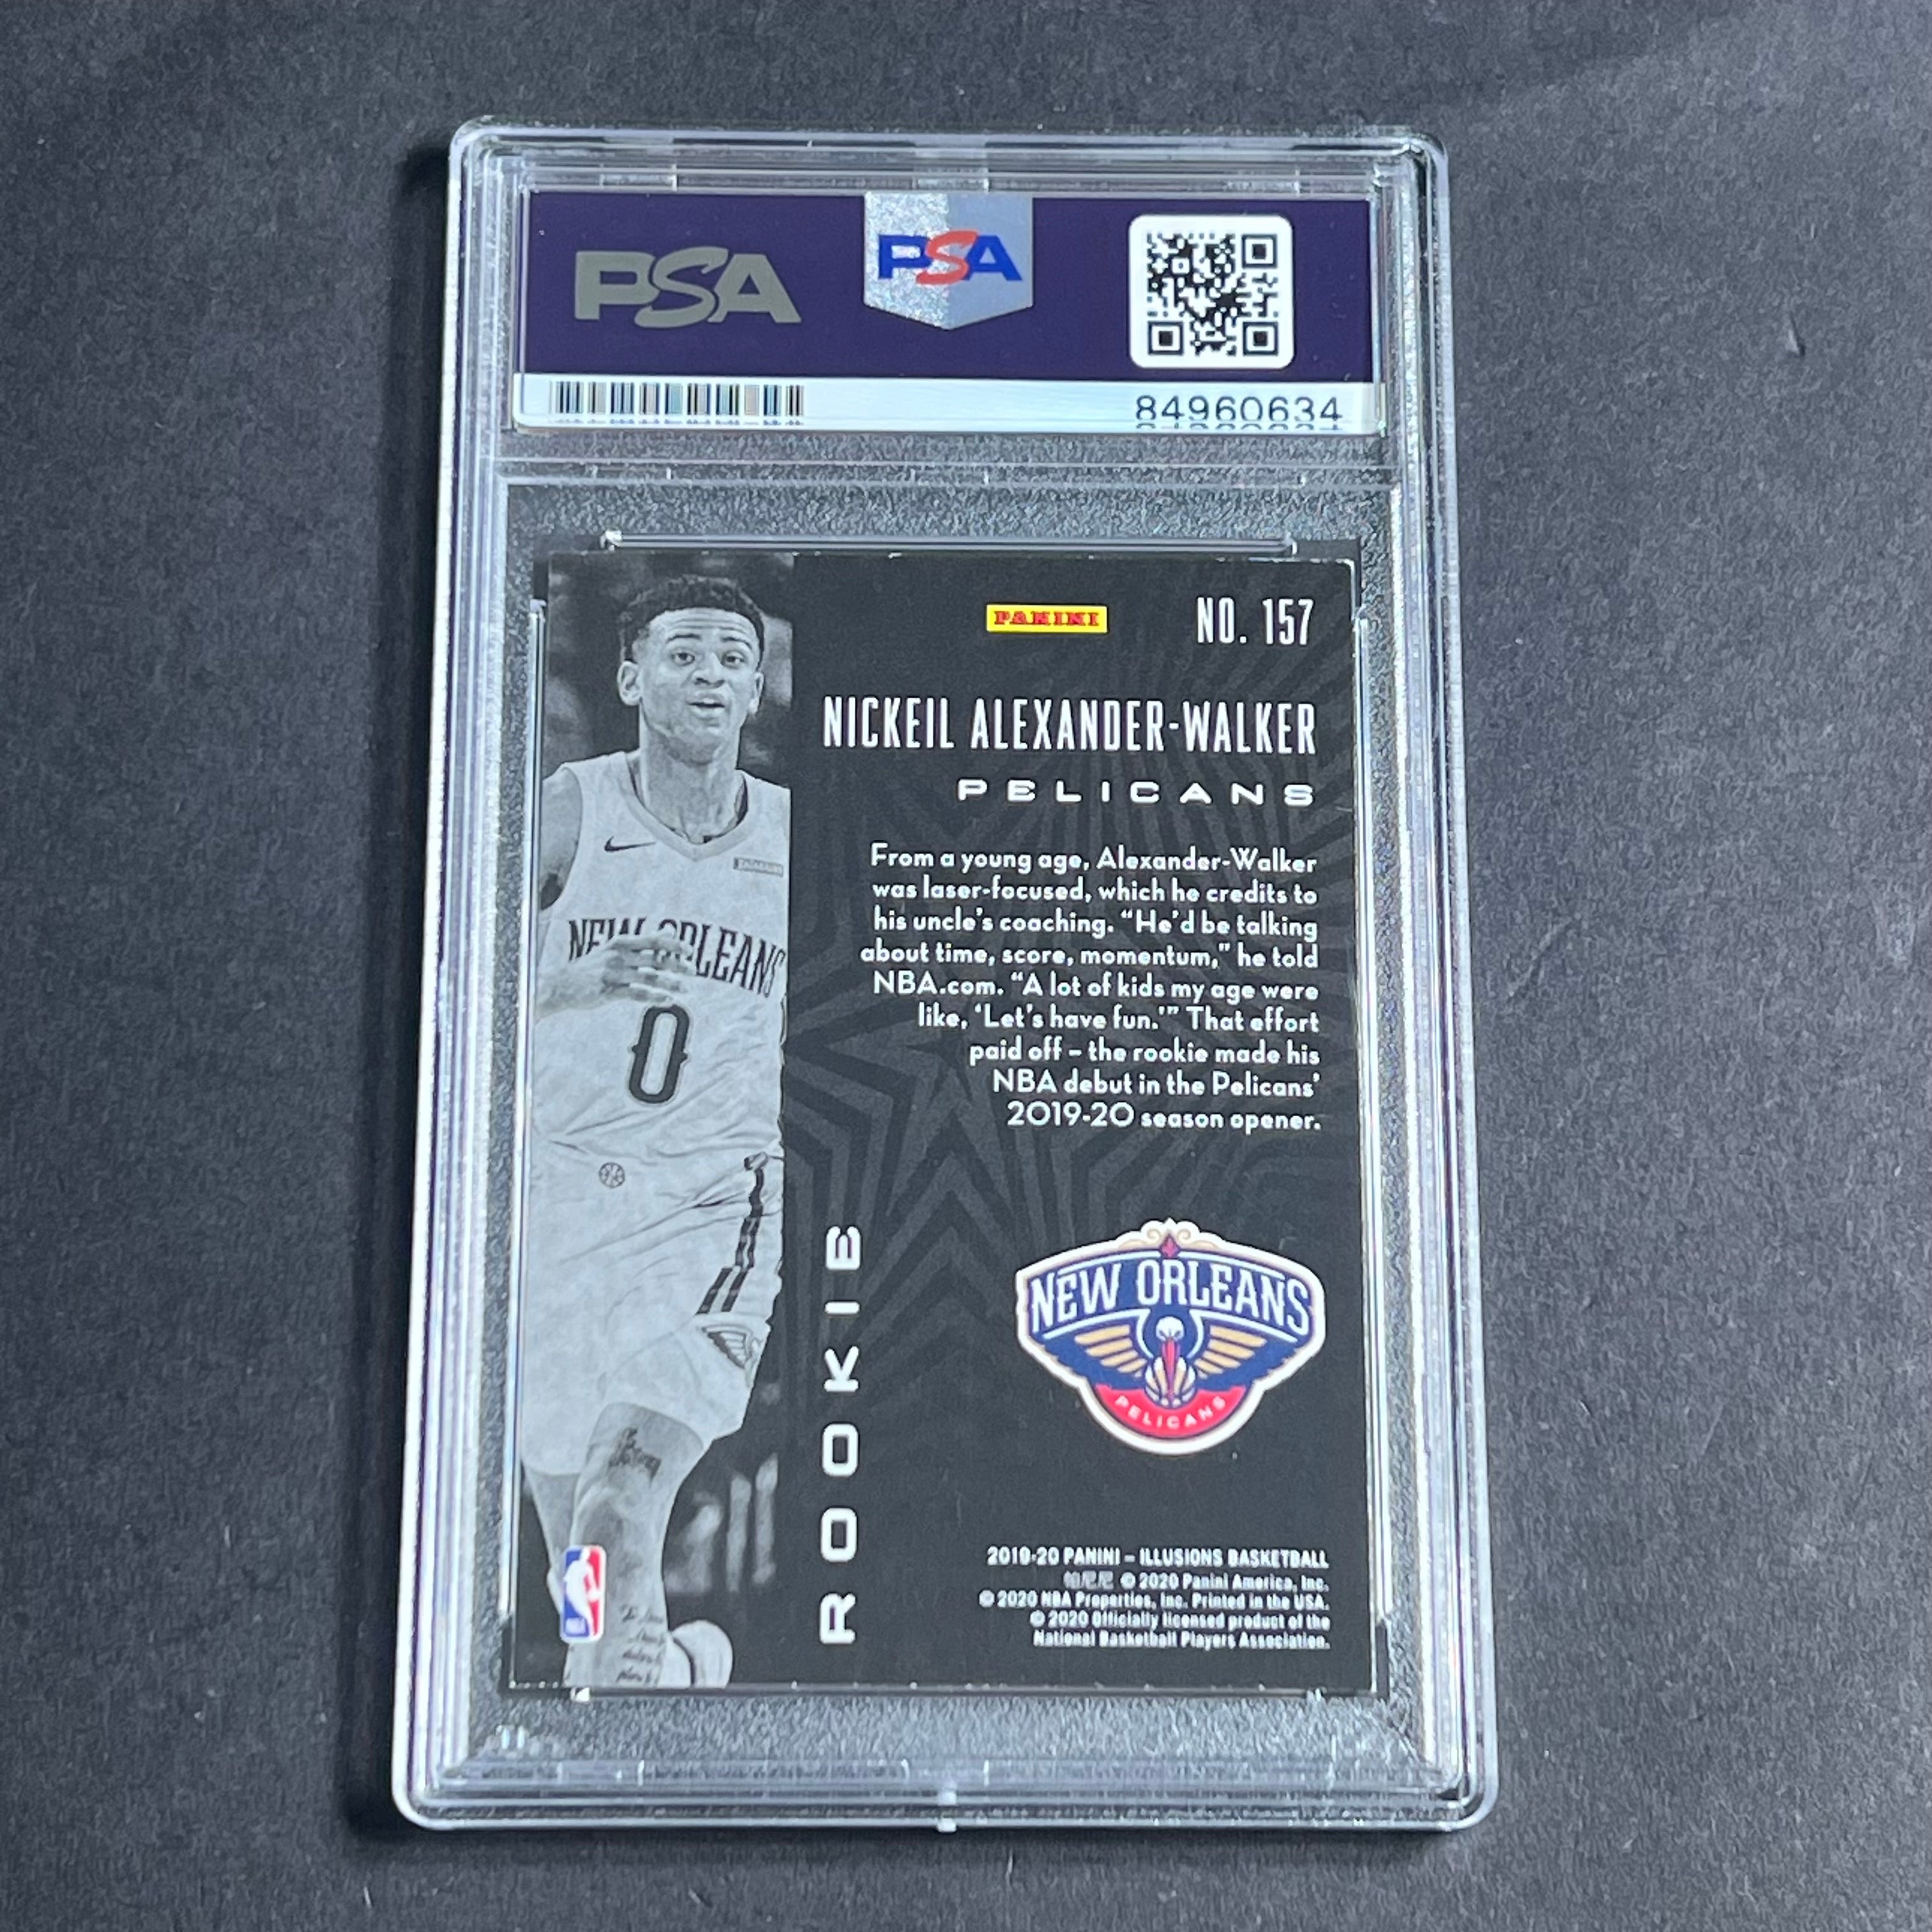 PSA
PSA
84960634
PANINI
NO. 157
NICKEIL ALEXANDER-WALKER
PELICANS
From a young age, Alexander-Walker
was laser-focused, which he credits to
his uncle's coaching. “He'd be talking
about time, score, momentum,” he told
NBA.com. “A lot of kids my age were
like, ‘Let's have fun.’” That effort
paid off – the rookie made his
NBA debut in the Pelicans'
2019-20 season opener.
NEW ORLEANS
0
ROOKIE
NEW ORLEANS
PELICANS
2019-20 PANINI – ILLUSIONS BASKETBALL
帕尼尼 © 2020 Panini America, Inc.
© 2020 NBA Properties, Inc. Printed in the USA.
© 2020 Officially licensed product of the
National Basketball Players Association.